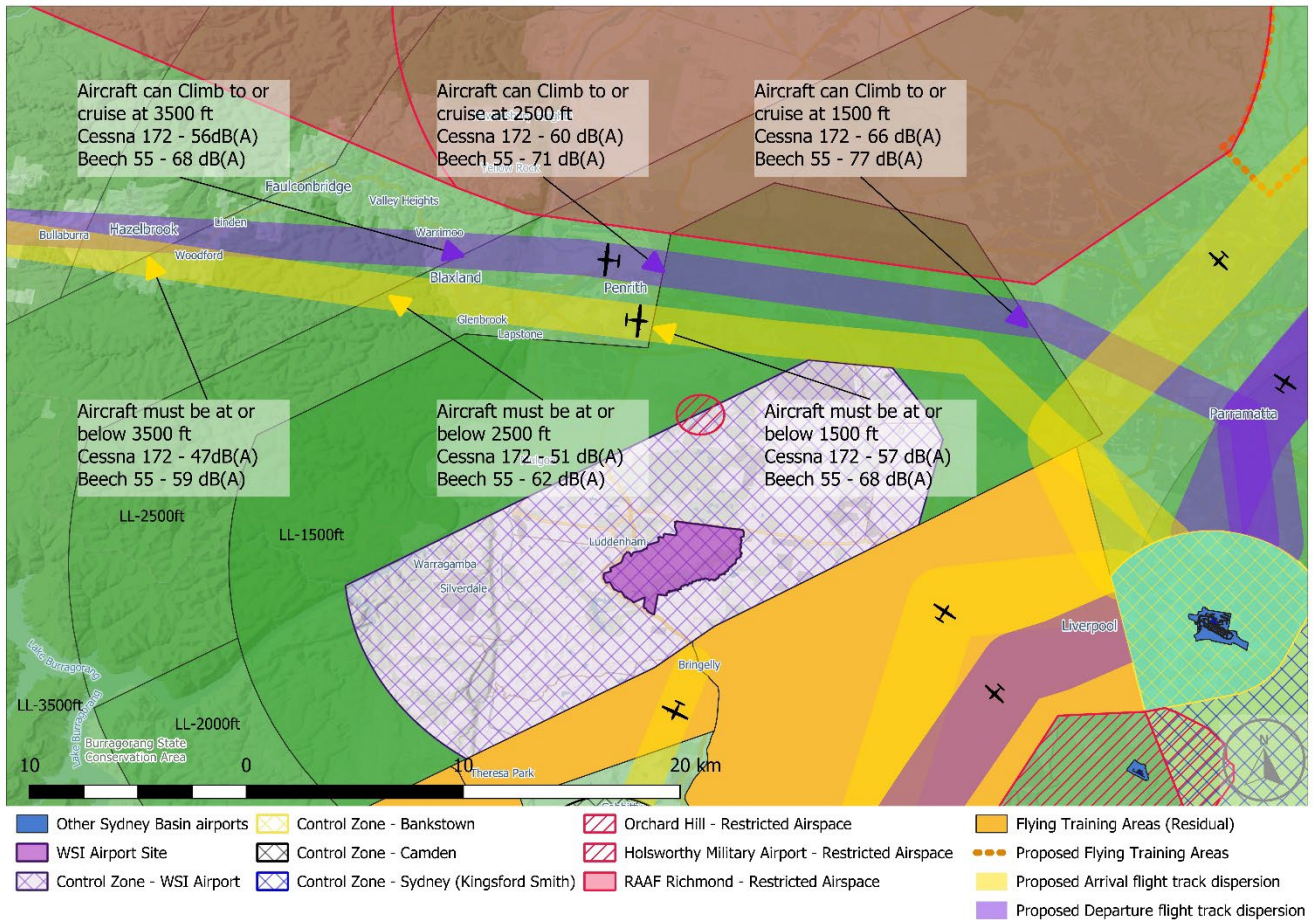 Aircraft can Climb to or
cruise at 3500 ft
Cessna 172 - 56dB(A)
Beech 55 - 68 dB(A)
Aircraft can Climb to or
cruise at 2500 ft
Cessna 172 - 60 dB(A)
Beech 55 - 71 dB(A)
Aircraft can Climb to or
cruise at 1500 ft
Cessna 172 - 66 dB(A)
Beech 55 - 77 dB(A)
Yellow Rock
Faulconbridge
Valley Heights
Linden
Hazelbrook
Bullaburra
Warrimoo
Woodford
Blaxland
Penrith
Glenbrook
Lapstone
Parramatta
Aircraft must be at or
below 3500 ft
Cessna 172 - 47dB(A)
Beech 55 - 59 dB(A)
Aircraft must be at or
below 2500 ft
Cessna 172 - 51 dB(A)
Beech 55 - 62 dB(A)
Aircraft must be at or
below 1500 ft
Cessna 172 - 57 dB(A)
Beech 55 - 68 dB(A)
LL-2500ft
LL-1500ft
Luddenham
Warragamba
Silverdale
Liverpool
Bringelly
Lake Burragorang
Lake Burragorang
LL-3500ft
LL-2000ft
Burragorang State
Conservation Area
Theresa Park
N
10 0 10 20 km
Other Sydney Basin airports
WSI Airport Site
Control Zone - WSI Airport
Control Zone - Bankstown
Control Zone - Camden
Control Zone - Sydney (Kingsford Smith)
Orchard Hill - Restricted Airspace
Holsworthy Military Airport - Restricted Airspace
RAAF Richmond - Restricted Airspace
Flying Training Areas (Residual)
Proposed Flying Training Areas
Proposed Arrival flight track dispersion
Proposed Departure flight track dispersion